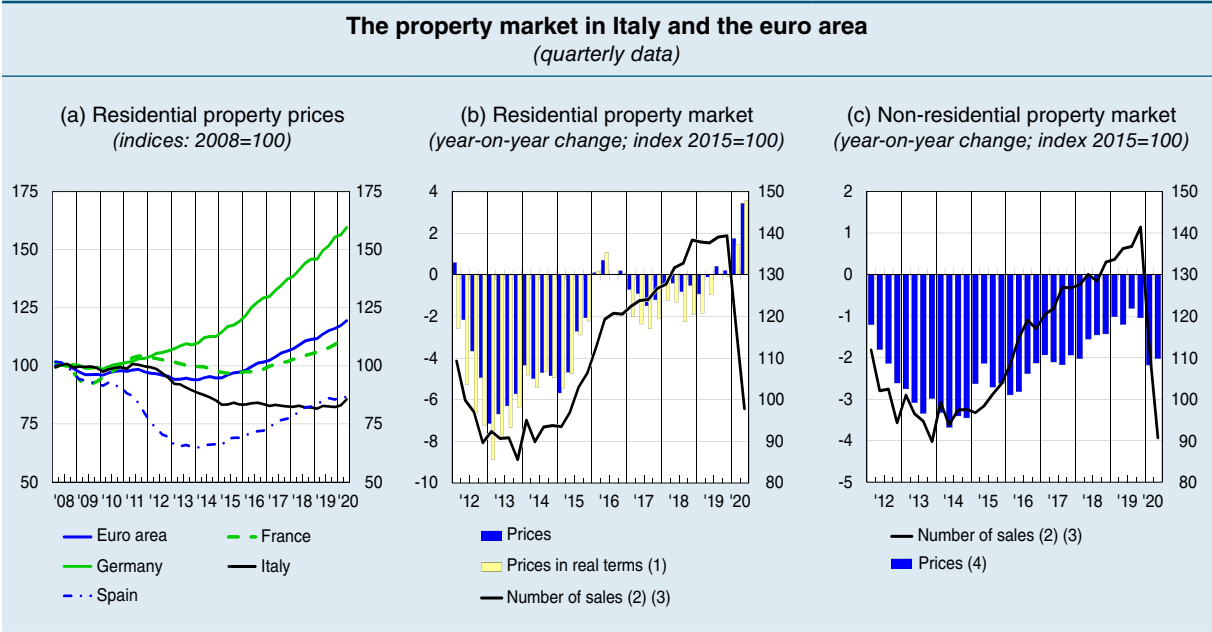 The property market in Italy and the euro area
(quarterly data)
(a) Residential property prices
(indices: 2008=100)
175 175
150 150
125 125
100 100
75 75
50 50
'08 '09 '10 '11 '12 '13 '14 '15 '16 '17 '18 '19 '20
Euro area France
Germany Italy
Spain
(b) Residential property market
(year-on-year change; index 2015=100)
4 150
2 140
0 130
-2 120
-4 110
-6 100
-8 90
-10 80
'12 '13 '14 '15 '16 '17 '18 '19 '20
Prices
Prices in real terms (1)
Number of sales (2) (3)
(c) Non-residential property market
(year-on-year change; index 2015=100)
2 150
1 140
0 130
-1 120
-2 110
-3 100
-4 90
-5 80
'12 '13 '14 '15 '16 '17 '18 '19 '20
Number of sales (2) (3)
Prices (4)